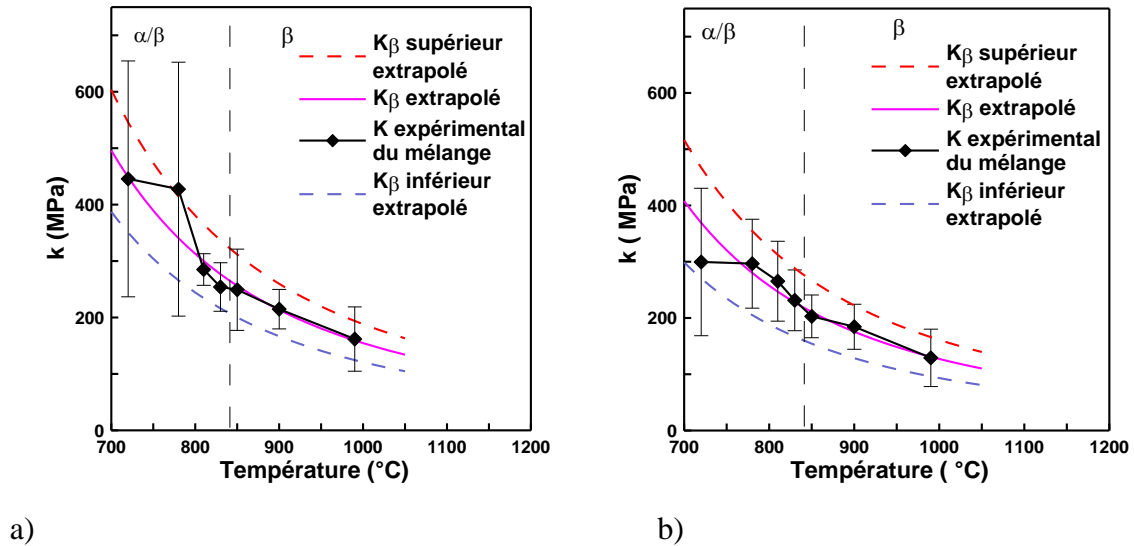 α/β
β
Kβ supérieur
extrapolé
Kβ extrapolé
K expérimental
du mélange
Kβ inférieur
extrapolé
600
400
200
0
k (MPa)
700
800
900
1000
1100
1200
Température (°C)
a)
α/β
β
Kβ supérieur
extrapolé
Kβ extrapolé
K expérimental
du mélange
Kβ inférieur
extrapolé
600
400
200
0
k ( MPa)
700
800
900
1000
1100
1200
Température ( °C)
b)